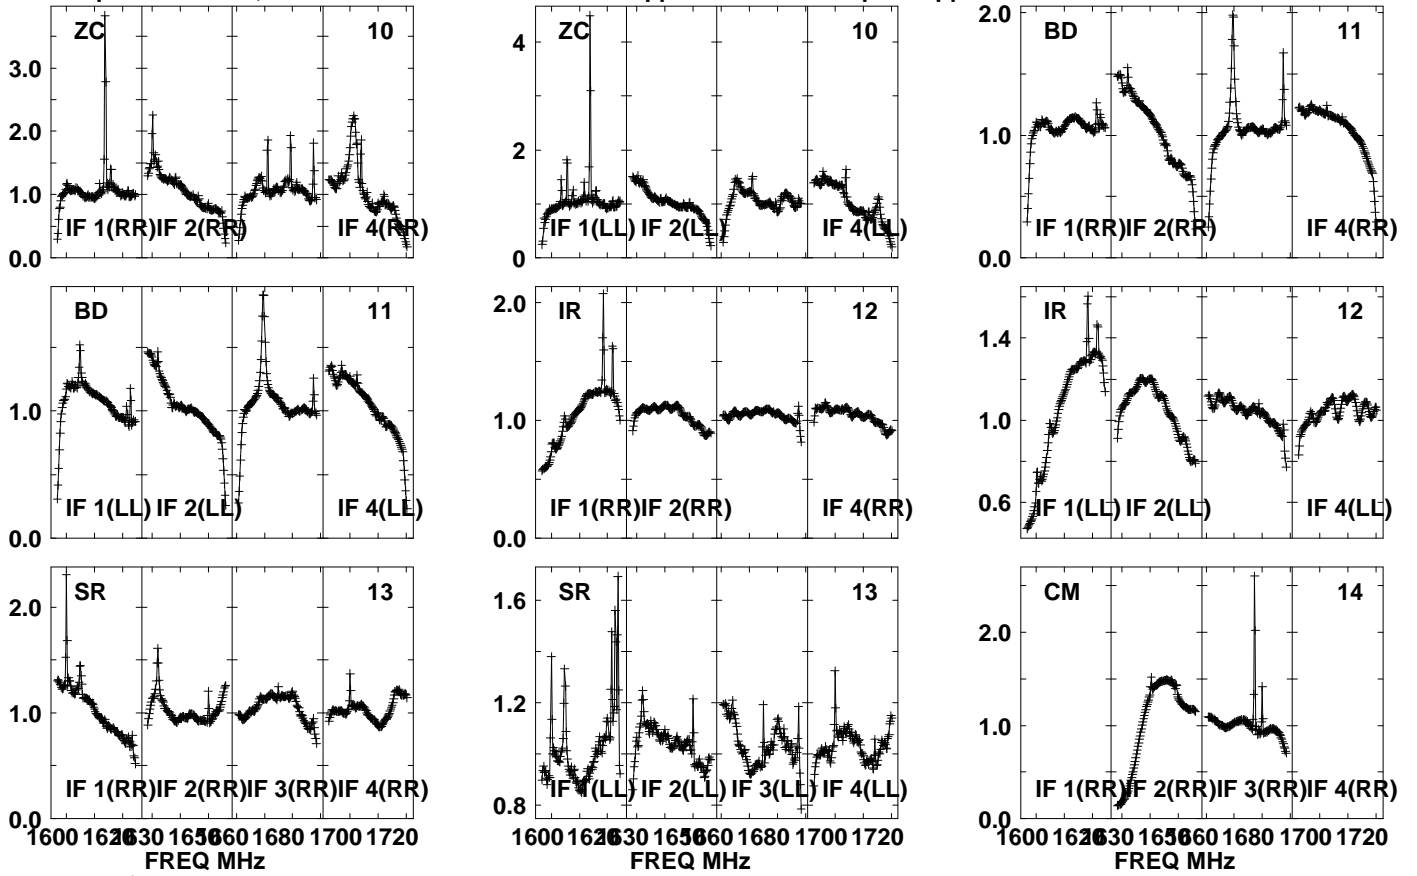 ZC 10 ZC 10 BD 11
3.0 4 2.0
2.0 2 1.0
1.0
0.0 0 0.0
IF 1(RR) IF 2(RR) IF 4(RR) IF 1(LL) IF 2(LL) IF 4(LL) IF 1(RR) IF 2(RR) IF 4(RR)
BD 11 IR 12 IR 12
2.0 1.4
1.0 1.0 1.0
0.6
IF 1(LL) IF 2(LL) IF 4(LL) IF 1(RR) IF 2(RR) IF 4(RR) IF 1(LL) IF 2(LL) IF 4(LL)
0.0 0.0
SR 13 SR 13 CM 14
2.0 1.6 2.0
1.0 1.2 1.0
IF 1(RR) IF 2(RR) IF 3(RR) IF 4(RR) IF 1(LL) IF 2(LL) IF 3(LL) IF 4(LL) IF 1(RR) IF 2(RR) IF 3(RR) IF 4(RR)
0.0 0.8 0.0
1600 1620 1630 1650 1660 1680 1700 1720 1600 1620 1630 1650 1660 1680 1700 1720 1600 1620 1630 1650 1660 1680 1700 1720
FREQ MHz FREQ MHz FREQ MHz